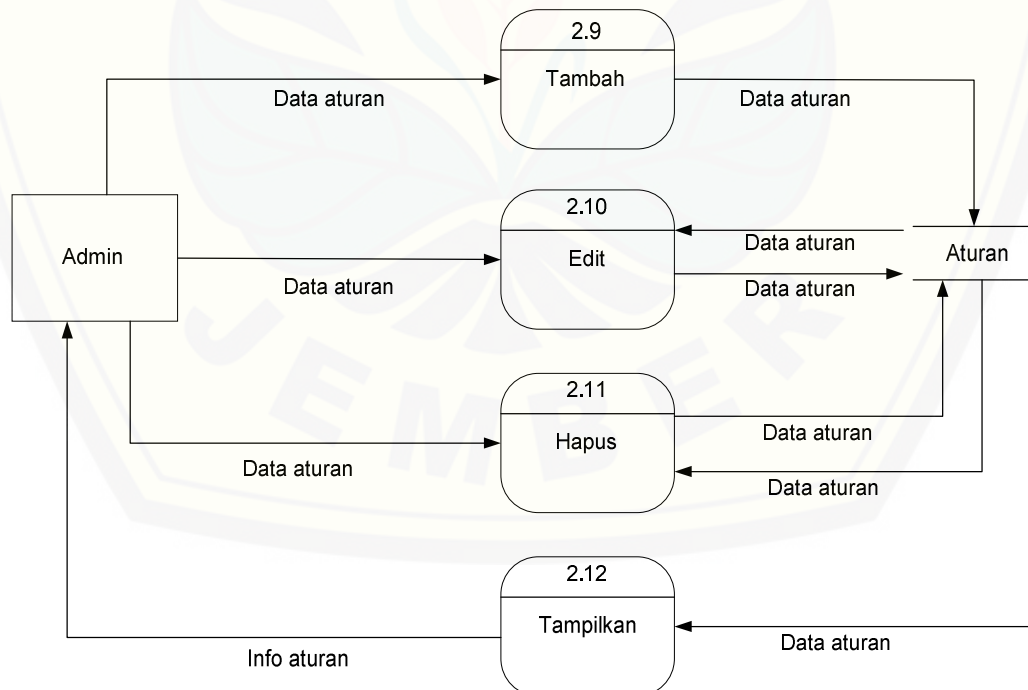 2.9
Tambah
Data aturan
Data aturan
2.10
Admin
Edit
Data aturan
Aturan
Data aturan
Data aturan
2.11
Hapus
Data aturan
Data aturan
Data aturan
2.12
Tampilkan
Data aturan
Info aturan
JEMBER